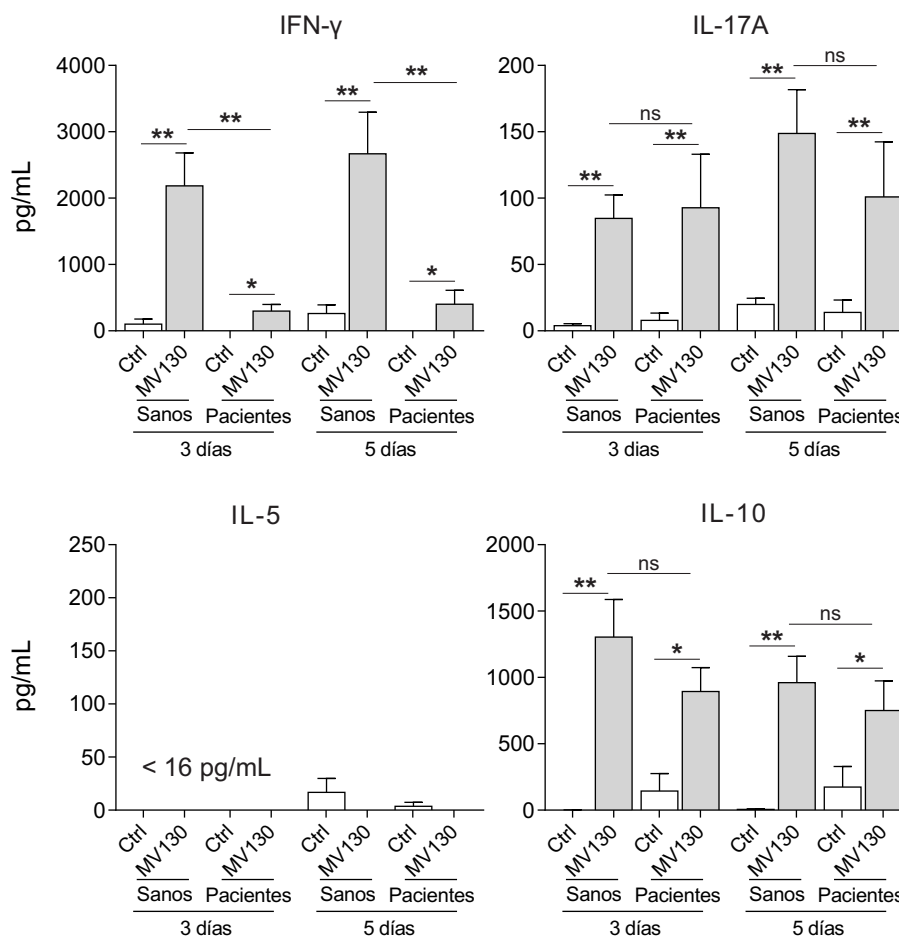 IFN-γ
pg/mL
4000
3000
2000
1000
0
** ** ** **
* *
Ctrl MV130 Ctrl MV130 Ctrl MV130 Ctrl MV130
Sanos Pacientes Sanos Pacientes
3 días 5 días
IL-17A
200
150
100
50
0
** ns ** ** ns **
Ctrl MV130 Ctrl MV130 Ctrl MV130 Ctrl MV130
Sanos Pacientes Sanos Pacientes
3 dias 5 días
IL-5
pg/mL
250
200
150
100
50
0
< 16 pg/mL
Ctrl MV130 Ctrl MV130 Ctrl MV130 Ctrl MV130
Sanos Pacientes Sanos Pacientes
3 días 5 días
IL-10
2000
1500
1000
500
0
** ns * ** ns *
Ctrl MV130 Ctrl MV130 Ctrl MV130 Ctrl MV130
Sanos Pacientes Sanos Pacientes
3 días 5 días